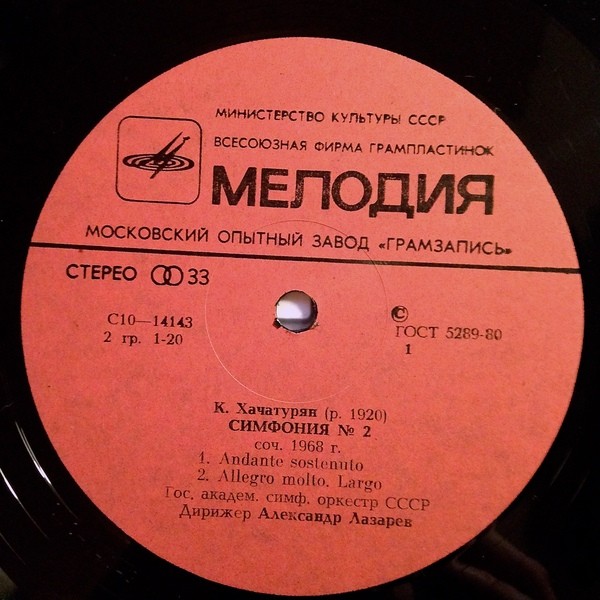 МИНИСТЕРСТВО КУЛЬТУРЫ СССР
ВСЕСОЮЗНАЯ ФИРМА ГРАМПЛАСТИНОК
МЕЛОДИЯ
МОСКОВСКИЙ ОПЫТНЫЙ ЗАВОД «ГРАМЗАПИСЬ»
СТЕРЕО 33
С10—14143
2 гр. 1-20
©
ГОСТ 5289-80
1
К. Хачатурян (р. 1920)
СИМФОНИЯ № 2
соч. 1968 г.
1. Andante sostenuto
2. Allegro molto. Largo
Гос. академ. симф. оркестр СССР
Дирижер Александр Лазарев